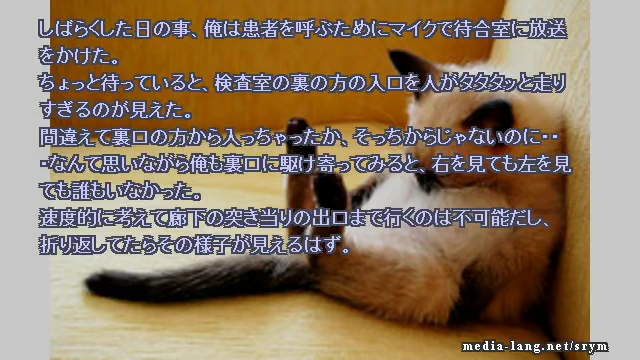 しばらくした日の事、俺は患者を呼ぶためにマイクで待合室に放送
をかけた。
ちょっと待っていると、検査室の裏の方の入口を人がタタタッと走り
すぎるのが見えた。
間違えて裏口の方から入っちゃったか、そっちからじゃないのに・・
・なんて思いながら俺も裏口に駆け寄ってみると、右を見ても左を見
ても誰もいなかった。
速度的に考えて廊下の突き当りの出口まで行くのは不可能だし、
折り返してたらその様子が見えるはず。
media-lang.net/srym